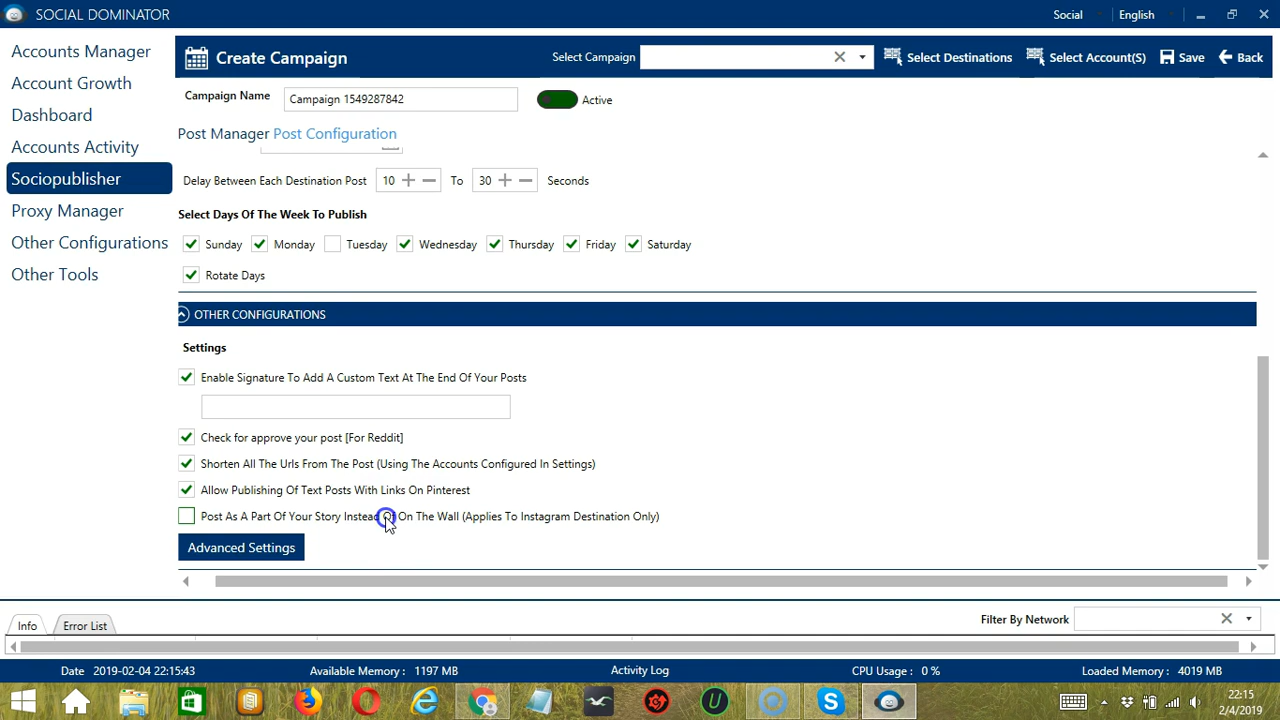 SOCIAL DOMINATOR
Social
English
Accounts Manager
Account Growth
Dashboard
Accounts Activity
Sociopublisher
Proxy Manager
Other Configurations
Other Tools
Create Campaign
Select Campaign
Select Destinations
Select Account(S)
Save
Back
Campaign Name
Campaign 1549287842
Active
Post Manager Post Configuration
Delay Between Each Destination Post 10 To 30 Seconds
Select Days Of The Week To Publish
Sunday Monday Tuesday Wednesday Thursday Friday Saturday
Rotate Days
OTHER CONFIGURATIONS
Settings
Enable Signature To Add A Custom Text At The End Of Your Posts
Check for approve your post [For Reddit]
Shorten All The Urls From The Post (Using The Accounts Configured In Settings)
Allow Publishing Of Text Posts With Links On Pinterest
Post As A Part Of Your Story Instead Of On The Wall (Applies To Instagram Destination Only)
Advanced Settings
Info Error List
Filter By Network
Date 2019-02-04 22:15:43 Available Memory : 1197 MB Activity Log CPU Usage : 0 % Loaded Memory : 4019 MB
22:15
2/4/2019